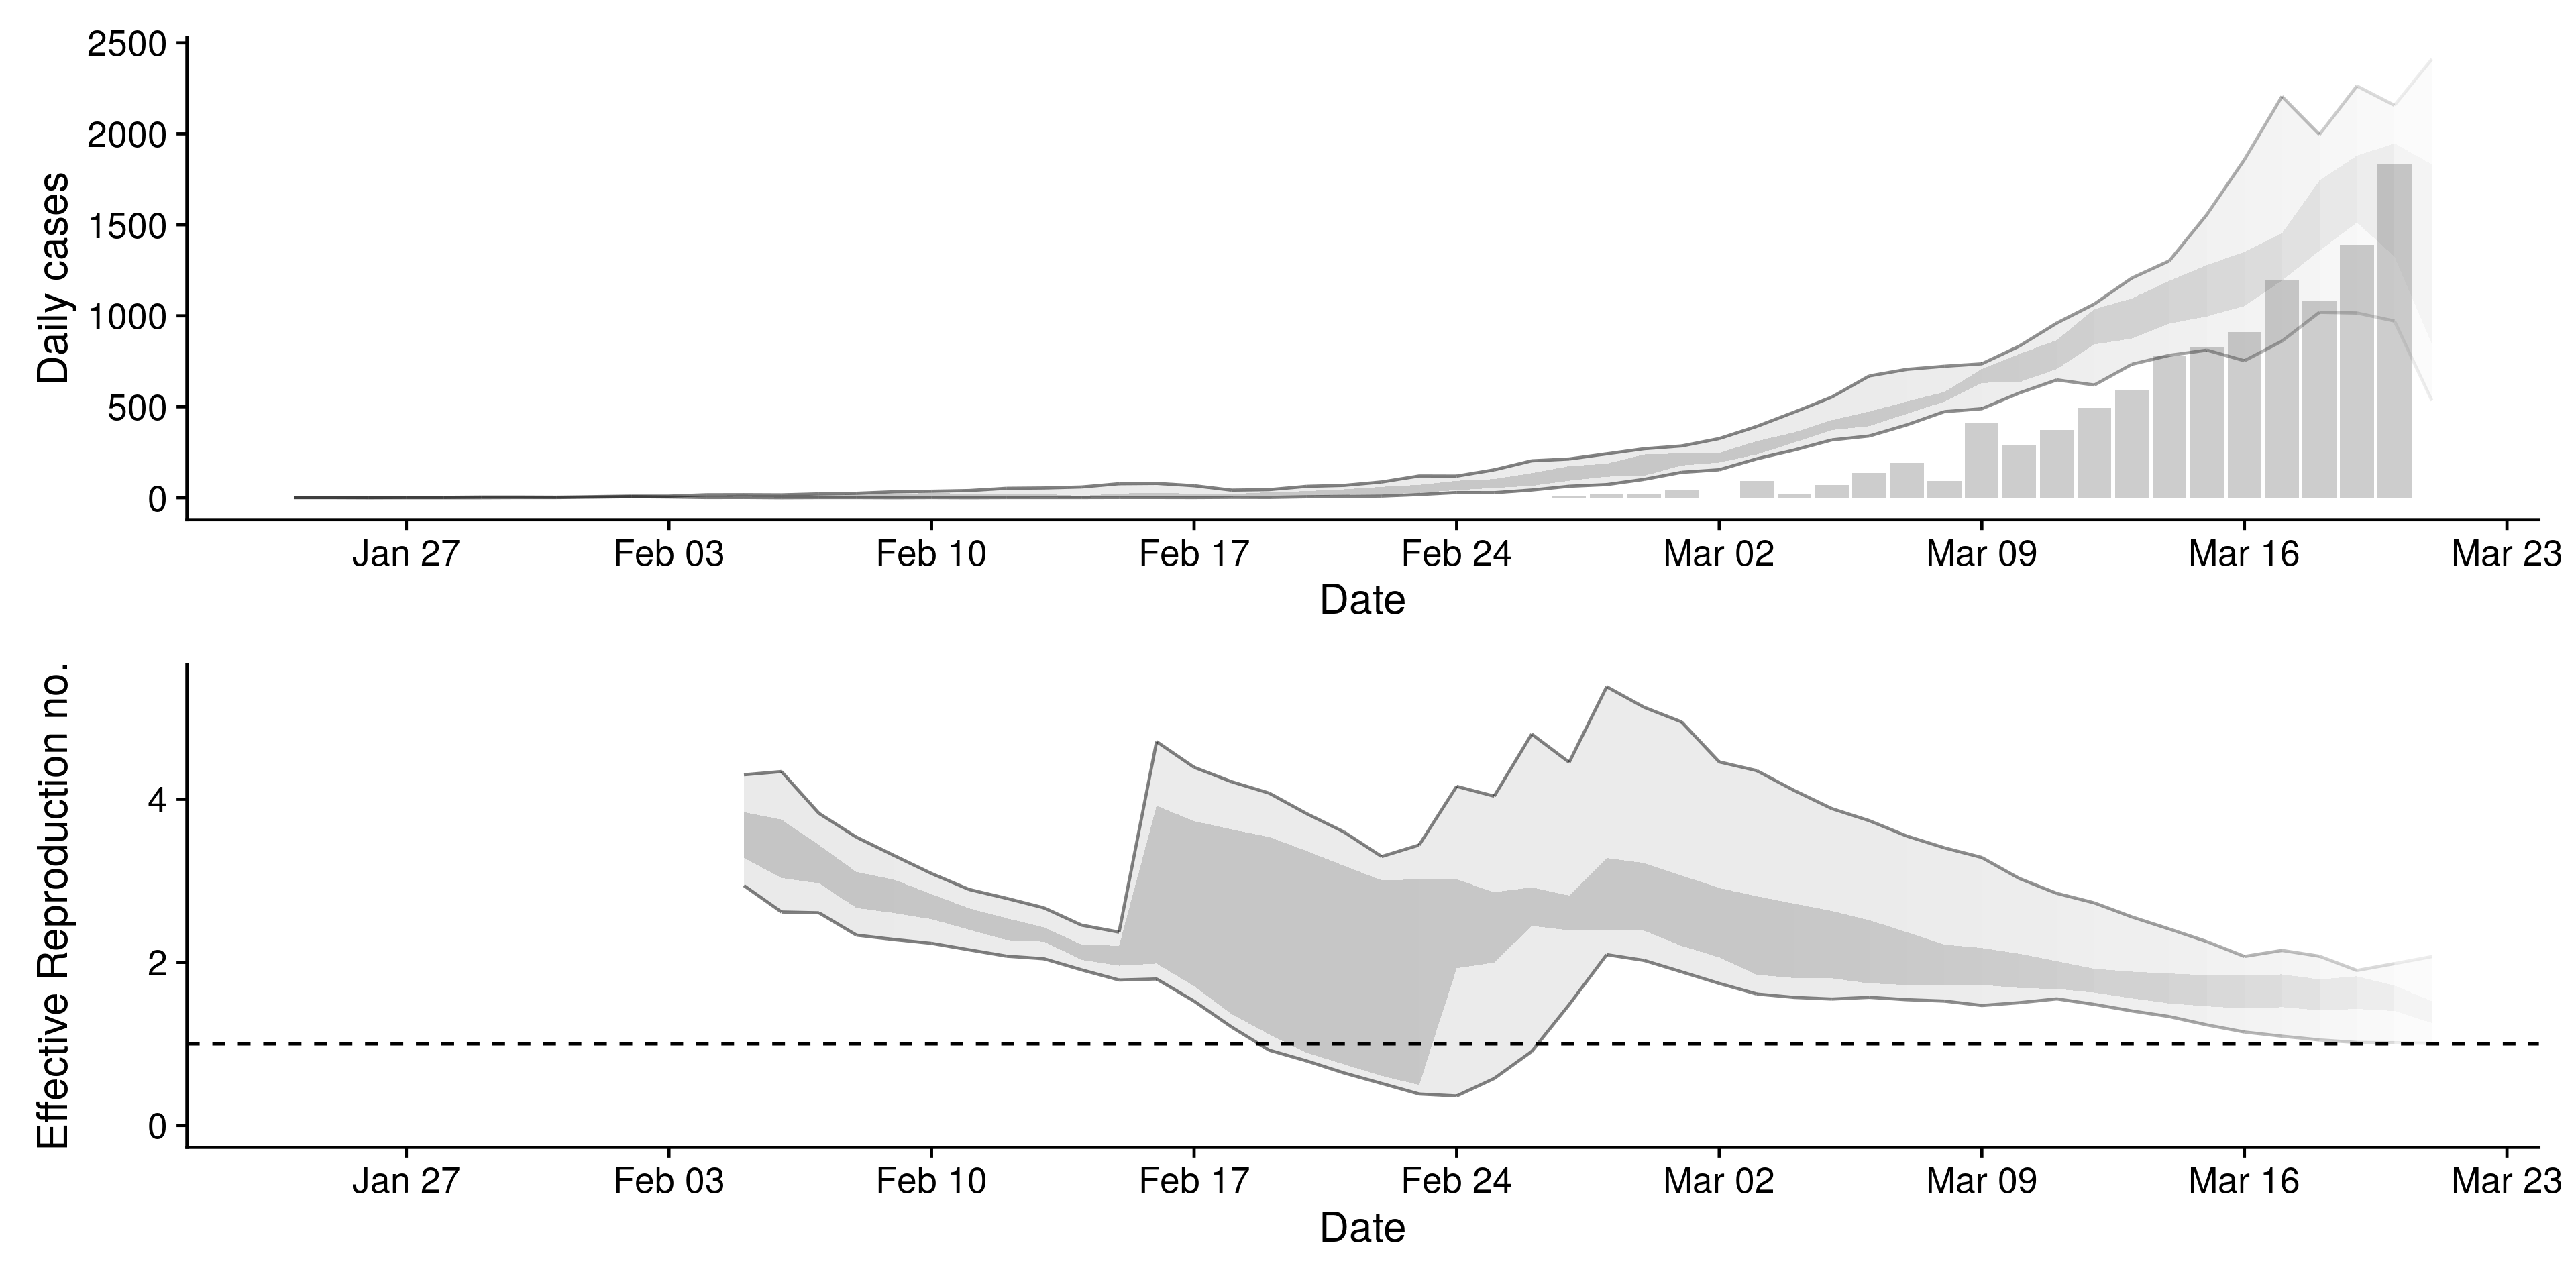 2500
2000
1500
1000
500
0
Daily cases
Jan 27 Feb 03 Feb 10 Feb 17 Feb 24 Mar 02 Mar 09 Mar 16 Mar 23
Date
4
2
0
Effective Reproduction no.
Jan 27 Feb 03 Feb 10 Feb 17 Feb 24 Mar 02 Mar 09 Mar 16 Mar 23
Date